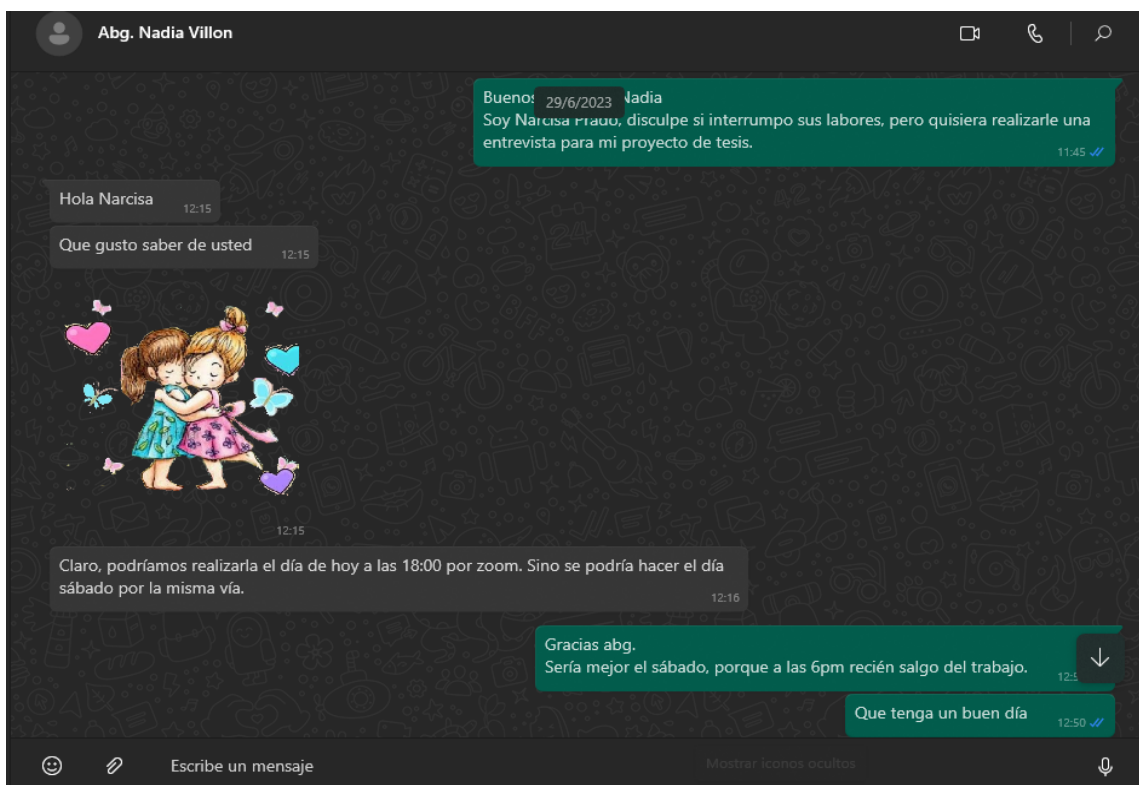 Abg. Nadia Villon
29/6/2023
Nadia
Soy Narcisa Prado, disculpe si interrumpo sus labores, pero quisiera realizarle una
entrevista para mi proyecto de tesis.
11:45
Hola Narcisa
12:15
Que gusto saber de usted
12:15
12:15
Claro, podríamos realizarla el día de hoy a las 18:00 por zoom. Sino se podría hacer el día
sábado por la misma vía.
12:16
Gracias abg.
Sería mejor el sábado, porque a las 6pm recién salgo del trabajo.
Que tenga un buen día
12:50
Escribe un mensaje
Mostrar iconos ocultos